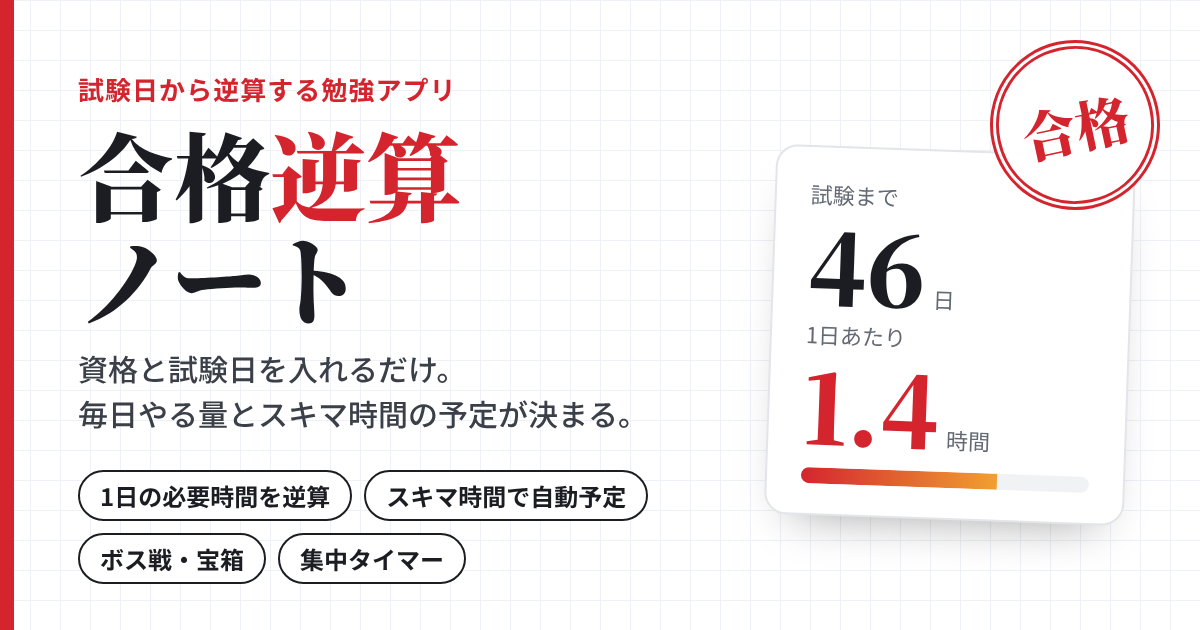 試験日から逆算する勉強アプリ
合格逆算
ノート
資格と試験日を入れるだけ。
毎日やる量とスキマ時間の予定が決まる。
1日の必要時間を逆算
スキマ時間で自動予定
ボス戦・宝箱
集中タイマー
合格
試験まで
46日
1日あたり
1.4時間